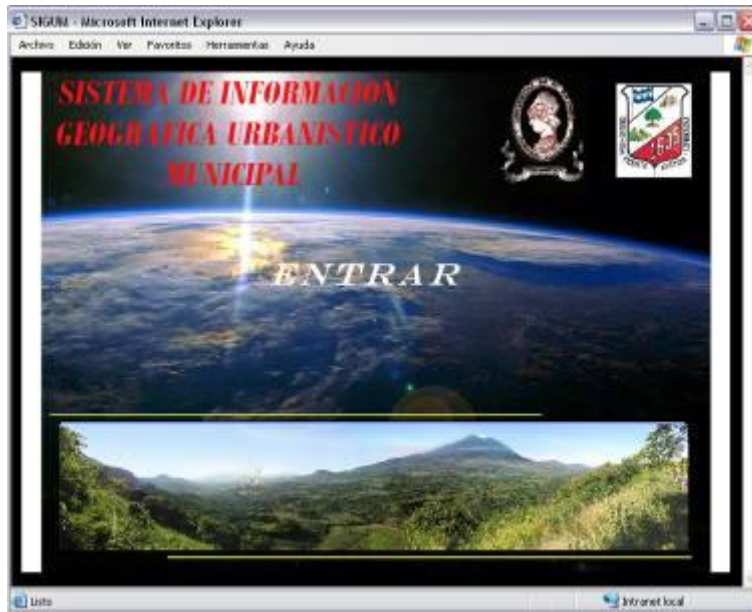 SIGUM - Microsoft Internet Explorer
Archivo Edición Ver Favoritos Herramientas Ayuda
SISTEMA DE INFORMACION
GEOGRAFICA URBANISTICO
MUNICIPAL
1635
ENTRAR
Listo
Intranet local